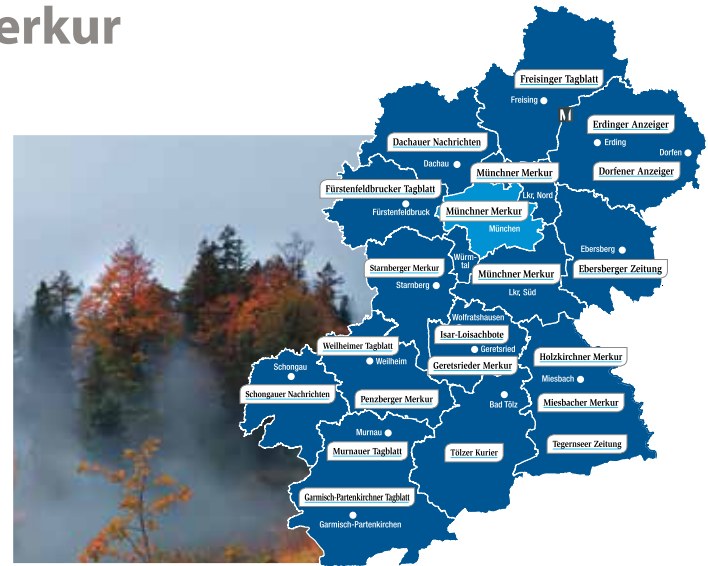 erkur
Freisinger Tagblatt
Freising
M
Erdinger Anzeiger
Erding
Dorfen
Dorfener Anzeiger
Dachauer Nachrichten
Dachau
Münchner Merkur
Lkr, Nord
Fürstenfeldbrucker Tagblatt
Fürstenfeldbruck
Münchner Merkur
München
Ebersberg
Ebersberger Zeitung
Würm-
tal
Starnberger Merkur
Starnberg
Münchner Merkur
Lkr, Süd
Wolfratshausen
Isar-Loisachbote
Geretsried
Geretsrieder Merkur
Weilheimer Tagblatt
Weilheim
Holzkirchner Merkur
Miesbach
Miesbacher Merkur
Tegernseer Zeitung
Schongau
Schongauer Nachrichten
Penzberger Merkur
Bad Tölz
Tölzer Kurier
Murnau
Murnauer Tagblatt
Garmisch-Partenkirchner Tagblatt
Garmisch-Partenkirchen